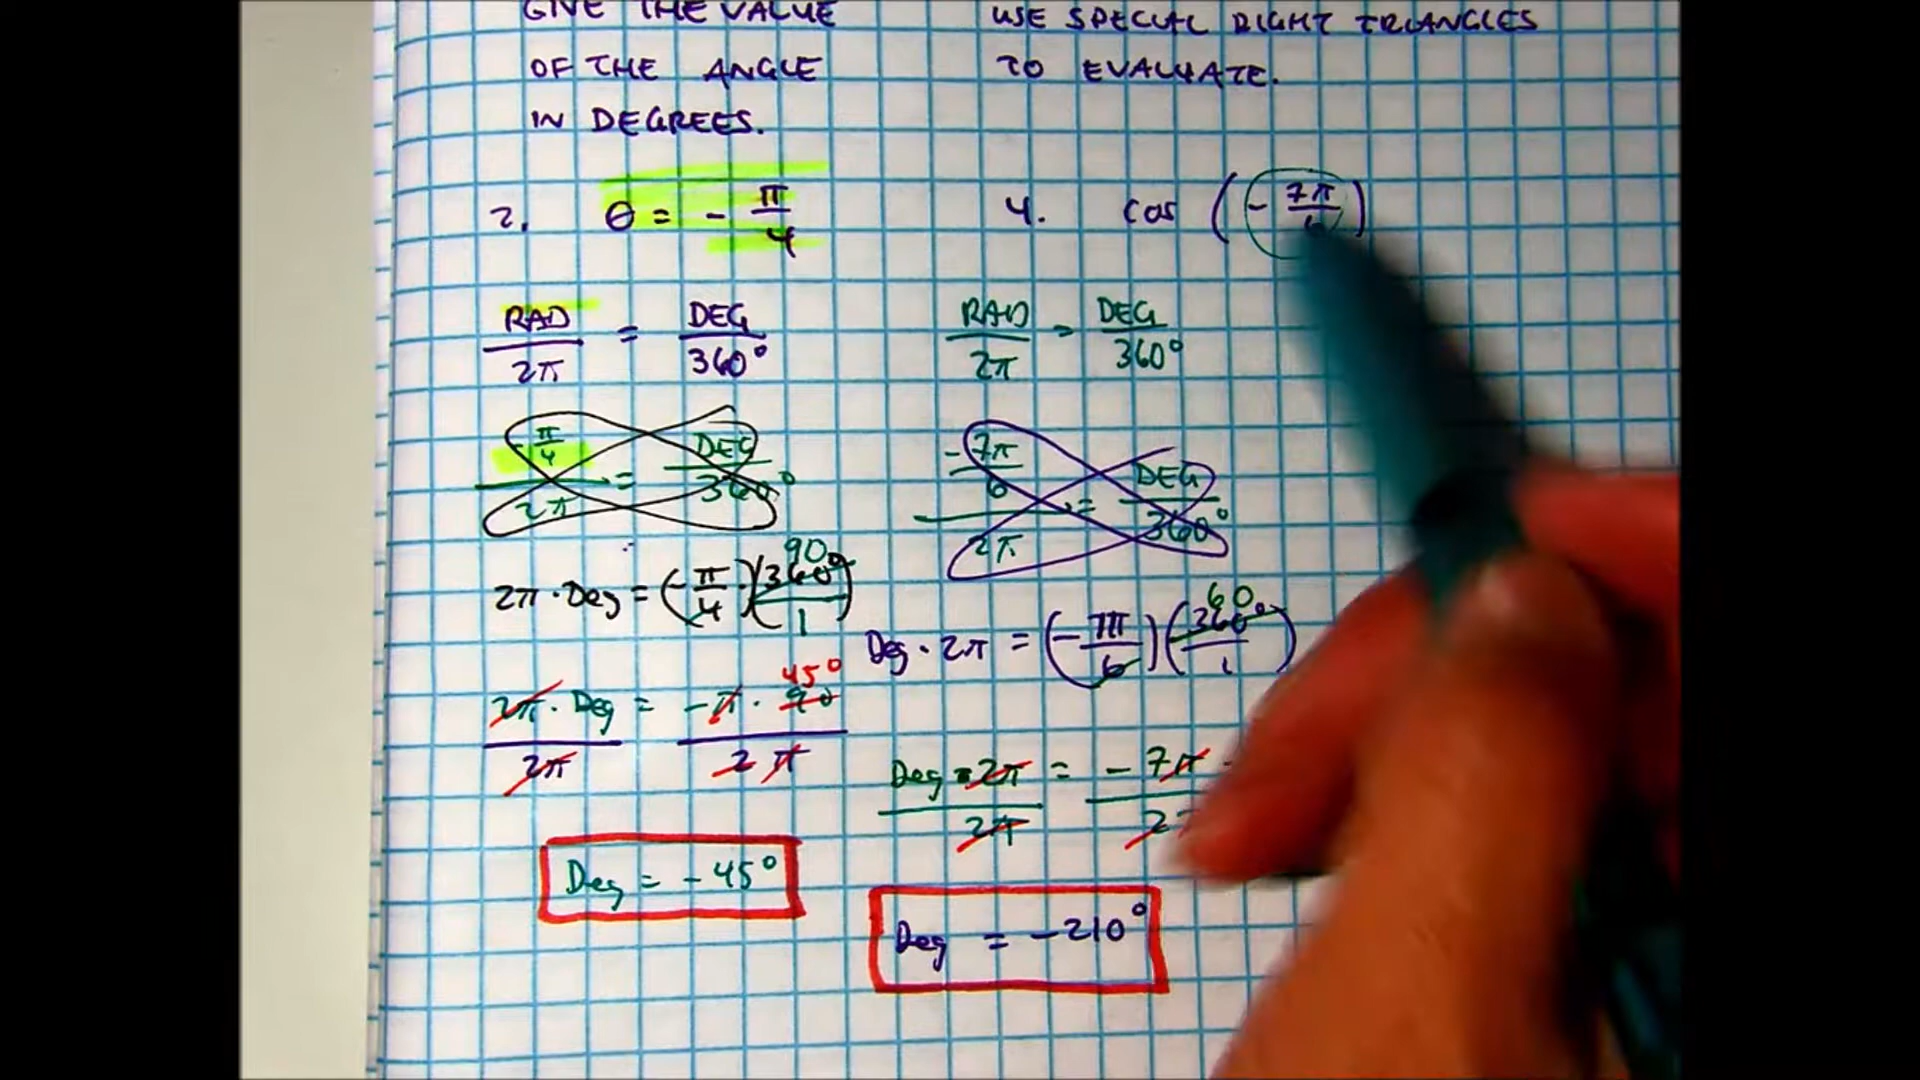 GIVE THE VALUE
OF THE ANGLE
IN DEGREES.
2. θ = - π/4
RAD/2π = DEG/360°
-π/4 / 2π = DEG/360°
2π · Deg = (-π/4)(360°/1)
90
2π · Deg / 2π = -π · 90 / 2π
45°
Deg = -45°
USE SPECIAL RIGHT TRIANGLES
TO EVALUATE.
4. cos (-7π/6)
RAD/2π = DEG/360°
-7π/6 / 2π = DEG/360°
Deg · 2π = (-7π/6)(360°/1)
60
Deg · 2π / 2π = -7π · / 2
Deg = -210°